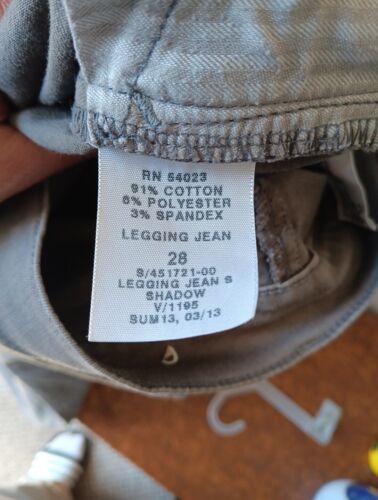 RN 54023
91% COTTON
6% POLYESTER
3% SPANDEX
LEGGING JEAN
28
S/451721-00
LEGGING JEAN S
SHADOW
V/1195
SUM13, 03/13